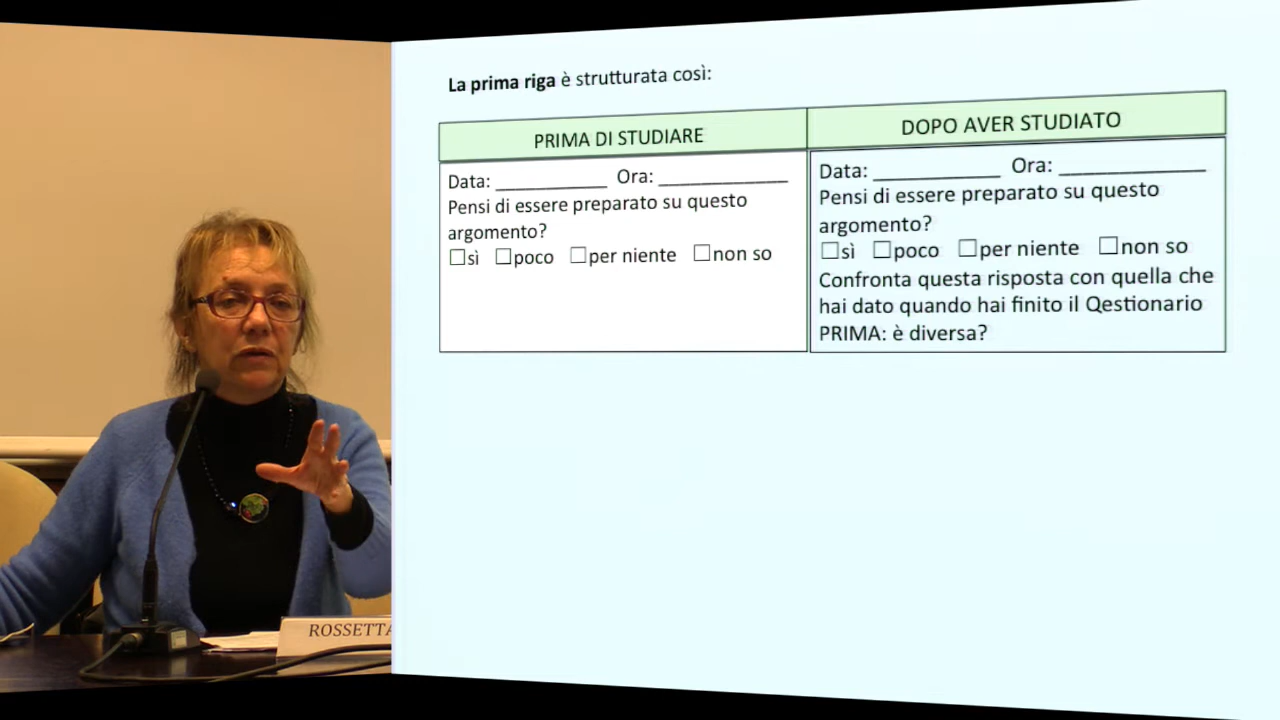 La prima riga è strutturata così:
PRIMA DI STUDIARE
Data: ___________ Ora: _____________
Pensi di essere preparato su questo
argomento?
☐sì ☐poco ☐per niente ☐non so
DOPO AVER STUDIATO
Data: ____________ Ora: ______________
Pensi di essere preparato su questo
argomento?
☐sì ☐poco ☐per niente ☐non so
Confronta questa risposta con quella che
hai dato quando hai finito il Qestionario
PRIMA: è diversa?
ROSSETTA